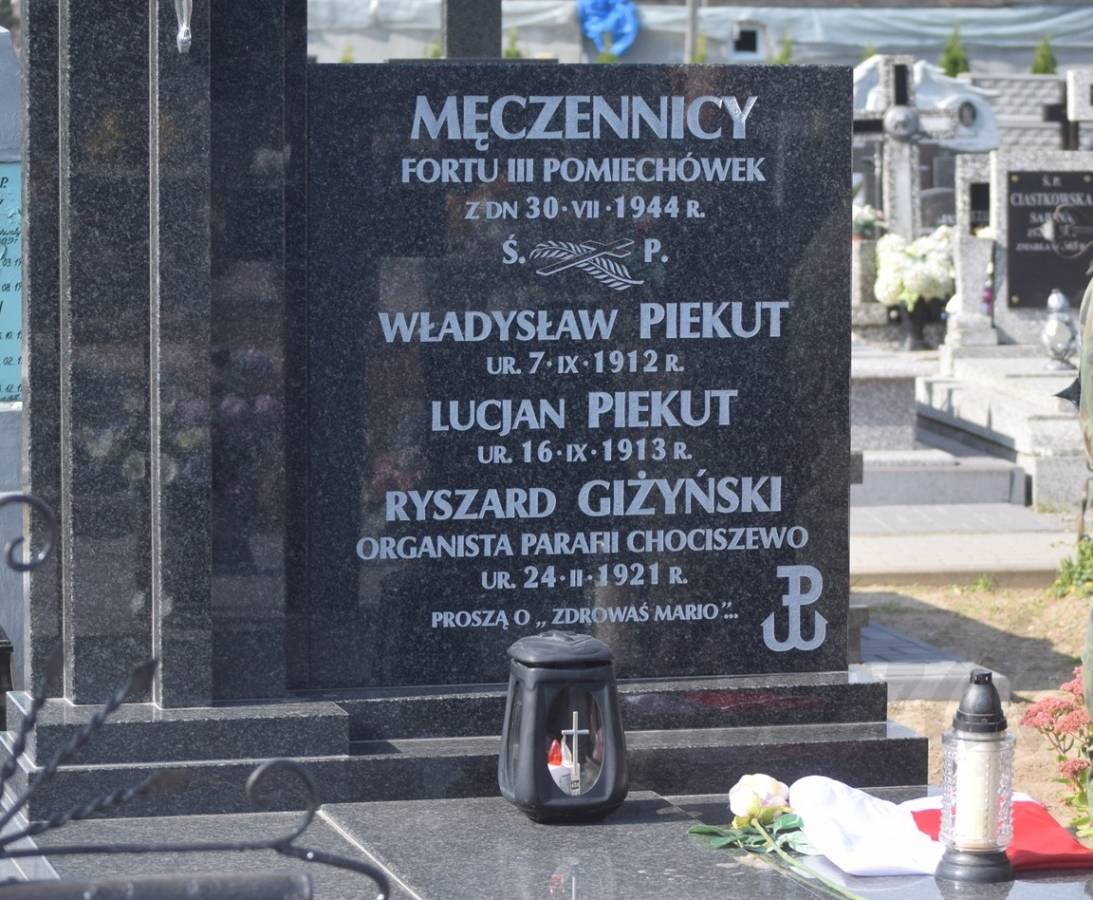 MĘCZENNICY
FORTU III POMIECHÓWEK
Z DN 30·VII·1944 R.
Ś. P.
WŁADYSŁAW PIEKUT
UR. 7·IX·1912 R.
LUCJAN PIEKUT
UR. 16·IX·1913 R.
RYSZARD GIŻYŃSKI
ORGANISTA PARAFII CHOCISZEWO
UR. 24·II·1921 R.
PROSZĄ O ,, ZDROWAŚ MARIO"...
Ś. P.
CIASTKOWSKA